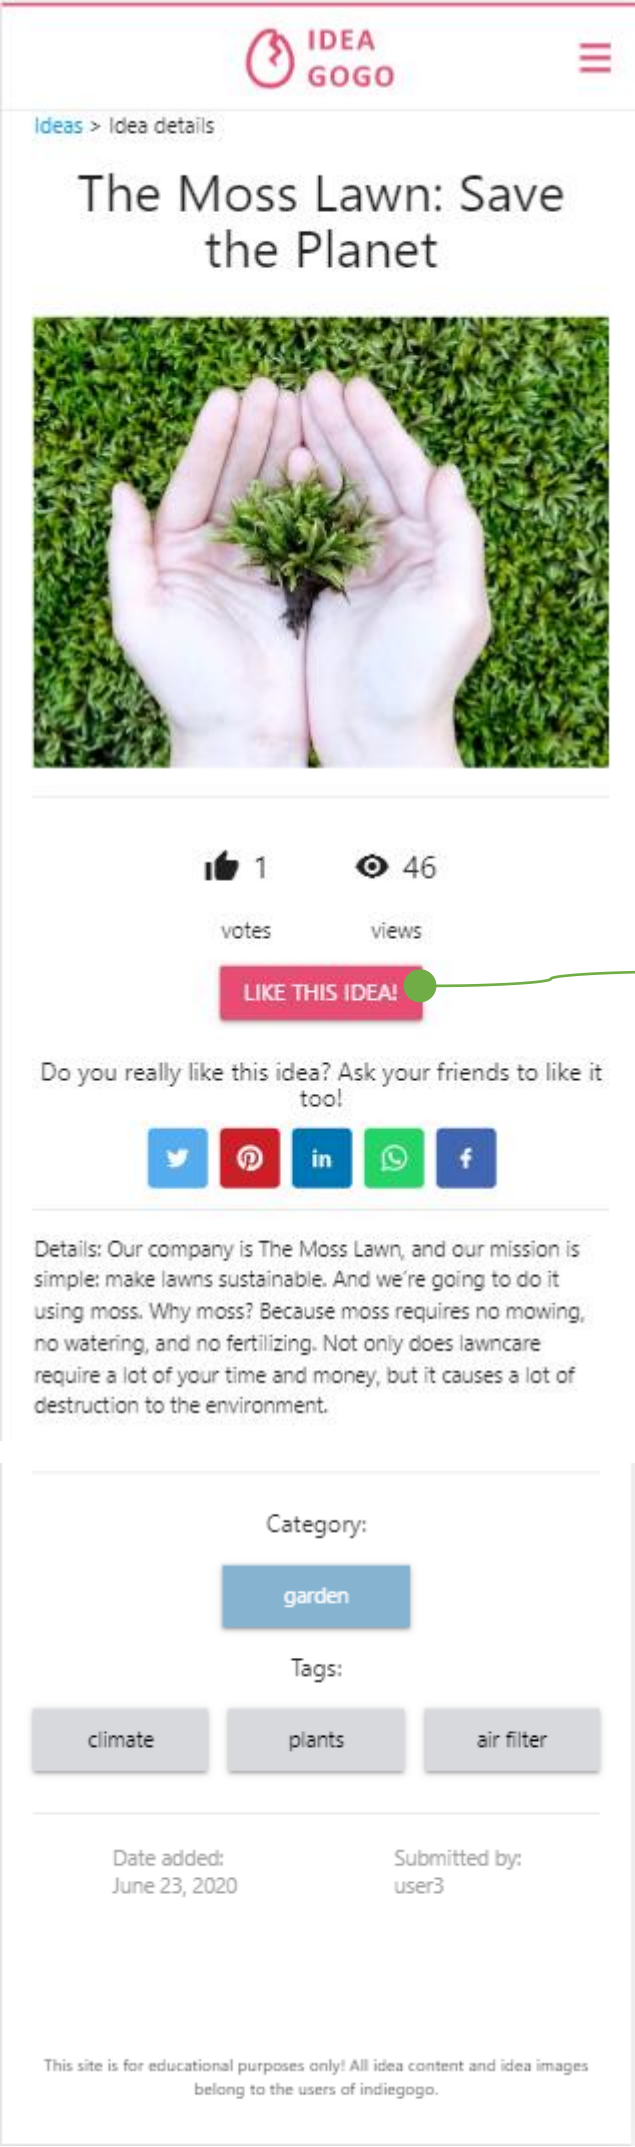 IDEA
GOGO
Ideas > Idea details
The Moss Lawn: Save
the Planet
1
46
votes
views
LIKE THIS IDEA!
Do you really like this idea? Ask your friends to like it
too!
in
f
Details: Our company is The Moss Lawn, and our mission is
simple: make lawns sustainable. And we're going to do it
using moss. Why moss? Because moss requires no mowing,
no watering, and no fertilizing. Not only does lawncare
require a lot of your time and money, but it causes a lot of
destruction to the environment.
Category:
garden
Tags:
climate
plants
air filter
Date added:
June 23, 2020
Submitted by:
user3
This site is for educational purposes only! All idea content and idea images
belong to the users of indiegogo.